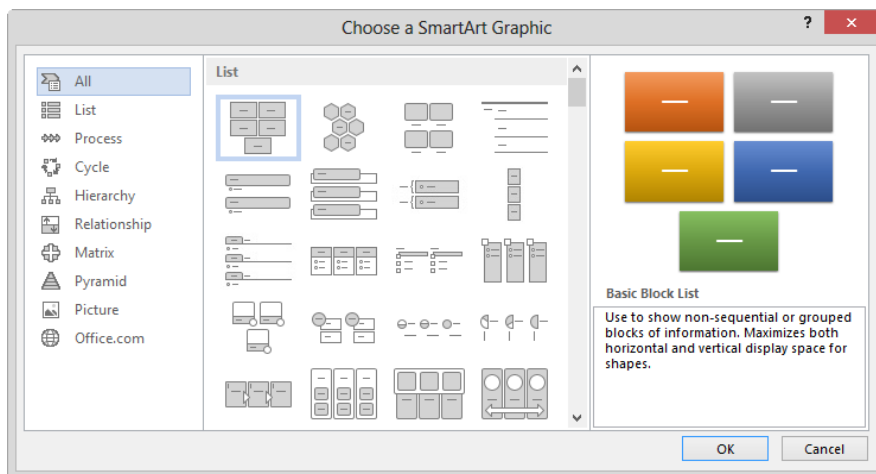 Choose a SmartArt Graphic
?
All
List
Process
Cycle
Hierarchy
Relationship
Matrix
Pyramid
Picture
Office.com
List
Basic Block List
Use to show non-sequential or grouped
blocks of information. Maximizes both
horizontal and vertical display space for
shapes.
OK
Cancel